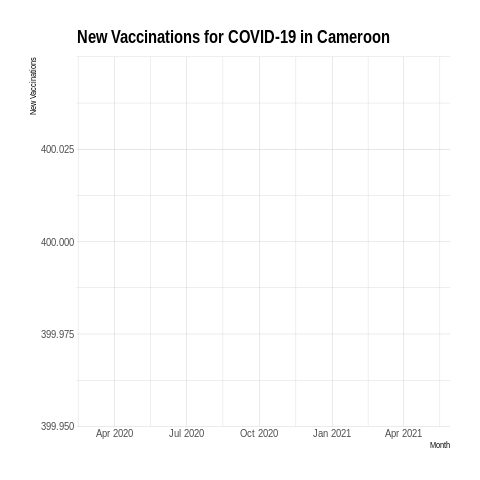 New Vaccinations for COVID-19 in Cameroon
New Vaccinations
400.025
400.000
399.975
399.950
Apr 2020
Jul 2020
Oct 2020
Jan 2021
Apr 2021
Month